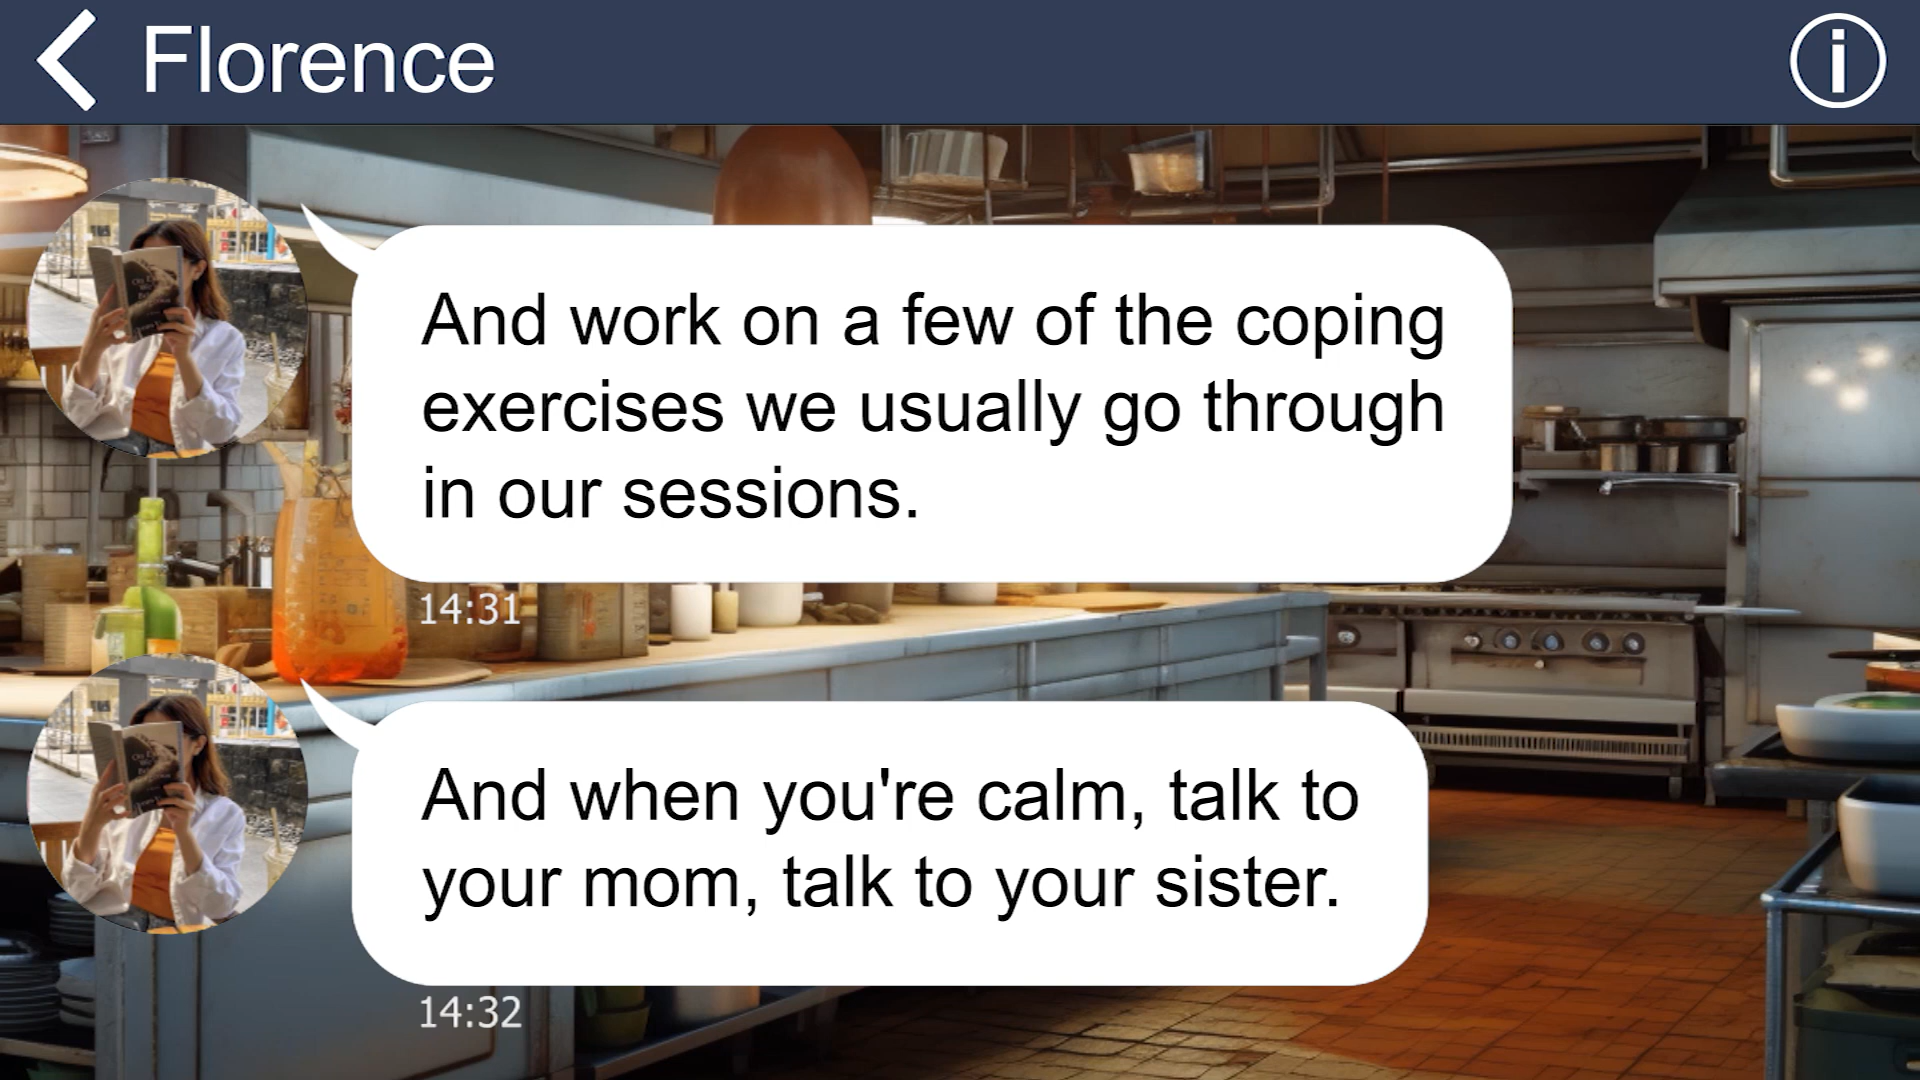 Florence
And work on a few of the coping
exercises we usually go through
in our sessions.
14:31
And when you're calm, talk to
your mom, talk to your sister.
14:32